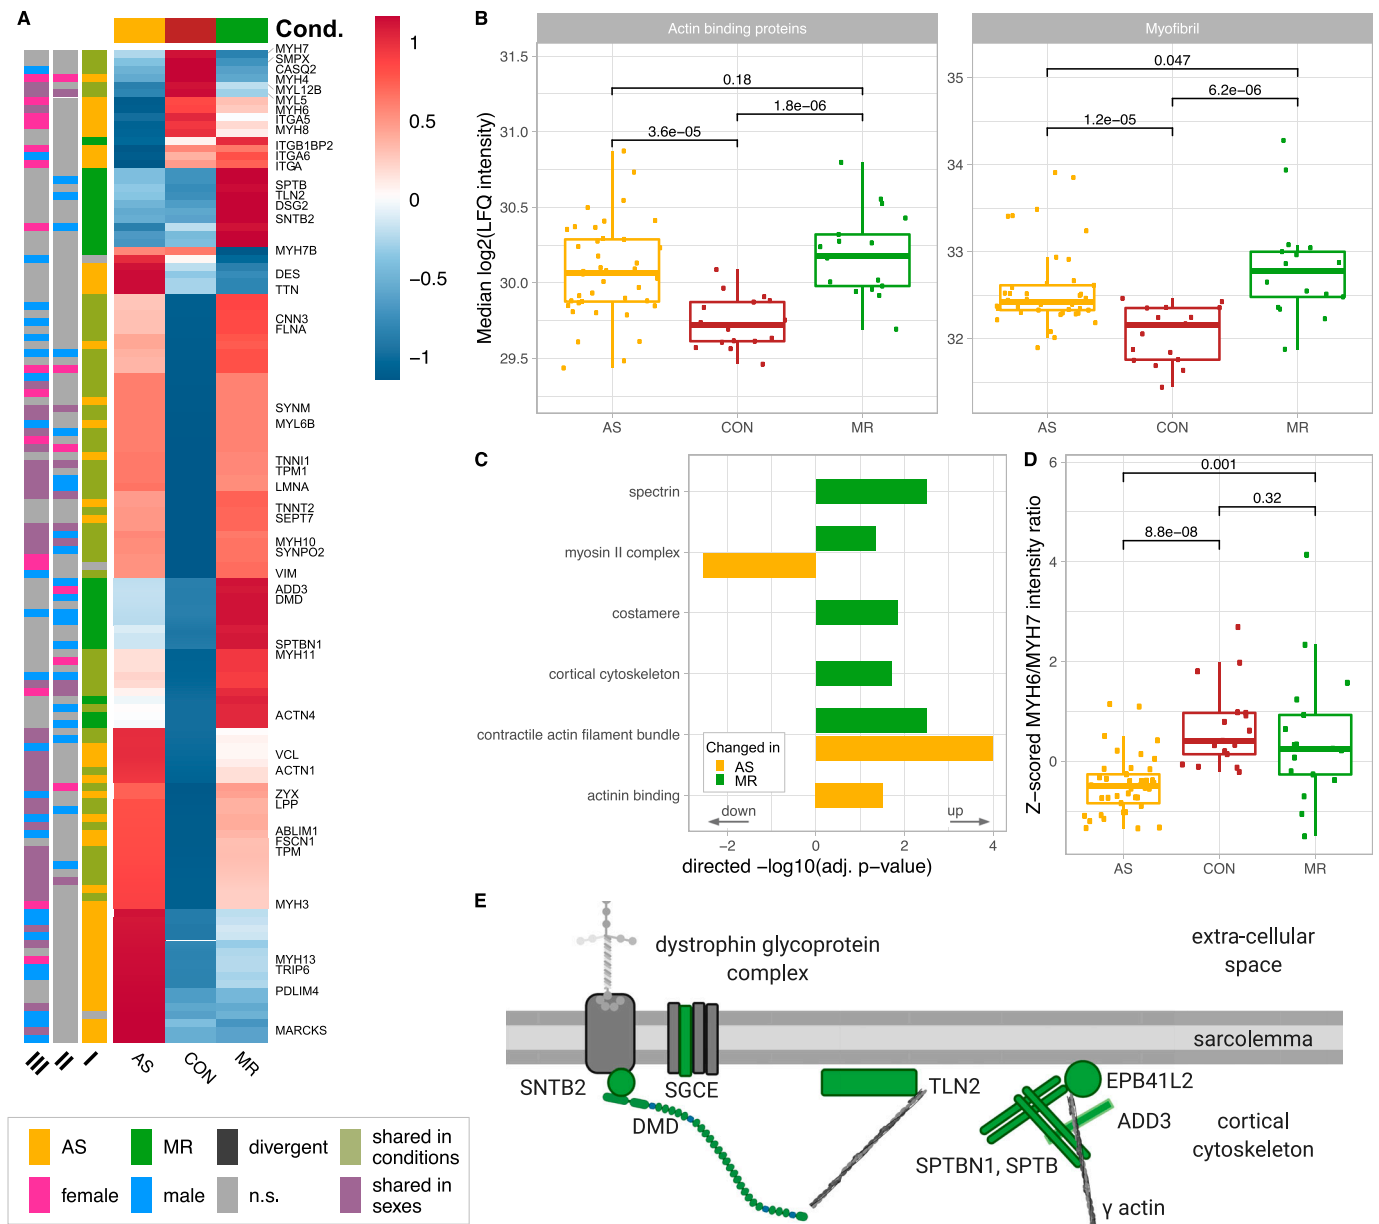 A
Cond.
MYH7
SMPX
CASQ2
MYH4
MYL12B
MYL5
MYH6
ITGA5
MYH8
ITGB1BP2
ITGA6
ITGA
SPTB
TLN2
DSG2
SNTB2
MYH7B
DES
TTN
CNN3
FLNA
SYNM
MYL6B
TNNI1
TPM1
LMNA
TNNT2
SEPT7
MYH10
SYNPO2
VIM
ADD3
DMD
SPTBN1
MYH11
ACTN4
VCL
ACTN1
ZYX
LPP
ABLIM1
FSCN1
TPM
MYH3
MYH13
TRIP6
PDLIM4
MARCKS
1
0.5
0
−0.5
−1
III II I AS CON MR
AS MR divergent shared in conditions
female male n.s. shared in sexes
B
Actin binding proteins
Myofibril
Median log2(LFQ intensity)
31.5
31.0
30.5
30.0
29.5
0.18
1.8e−06
3.6e−05
AS CON MR
35
34
33
32
0.047
6.2e−06
1.2e−05
AS CON MR
C
spectrin
myosin II complex
costamere
cortical cytoskeleton
contractile actin filament bundle
actinin binding
Changed in
AS
MR
down
up
−2 0 2 4
directed −log10(adj. p−value)
D
Z−scored MYH6/MYH7 intensity ratio
6
4
2
0
0.001
0.32
8.8e−08
AS CON MR
E
dystrophin glycoprotein
complex
extra-cellular
space
sarcolemma
SNTB2
SGCE
DMD
TLN2
EPB41L2
ADD3
SPTBN1, SPTB
cortical
cytoskeleton
γ actin